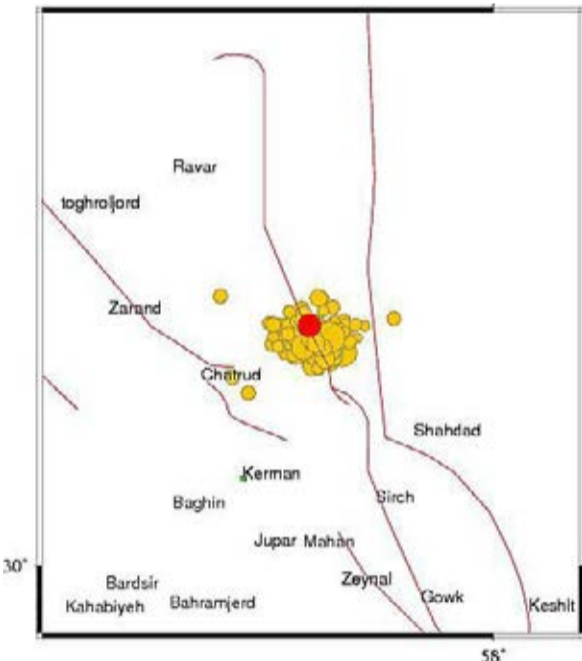 Ravar
toghroljord
Zarand
Chatrud
Shahdad
Kerman
Baghin
Sirch
Jupar Mahan
30°
Bardsir
Zeynal
Kahabiyeh
Bahramjerd
Gowk
Keshit
58°